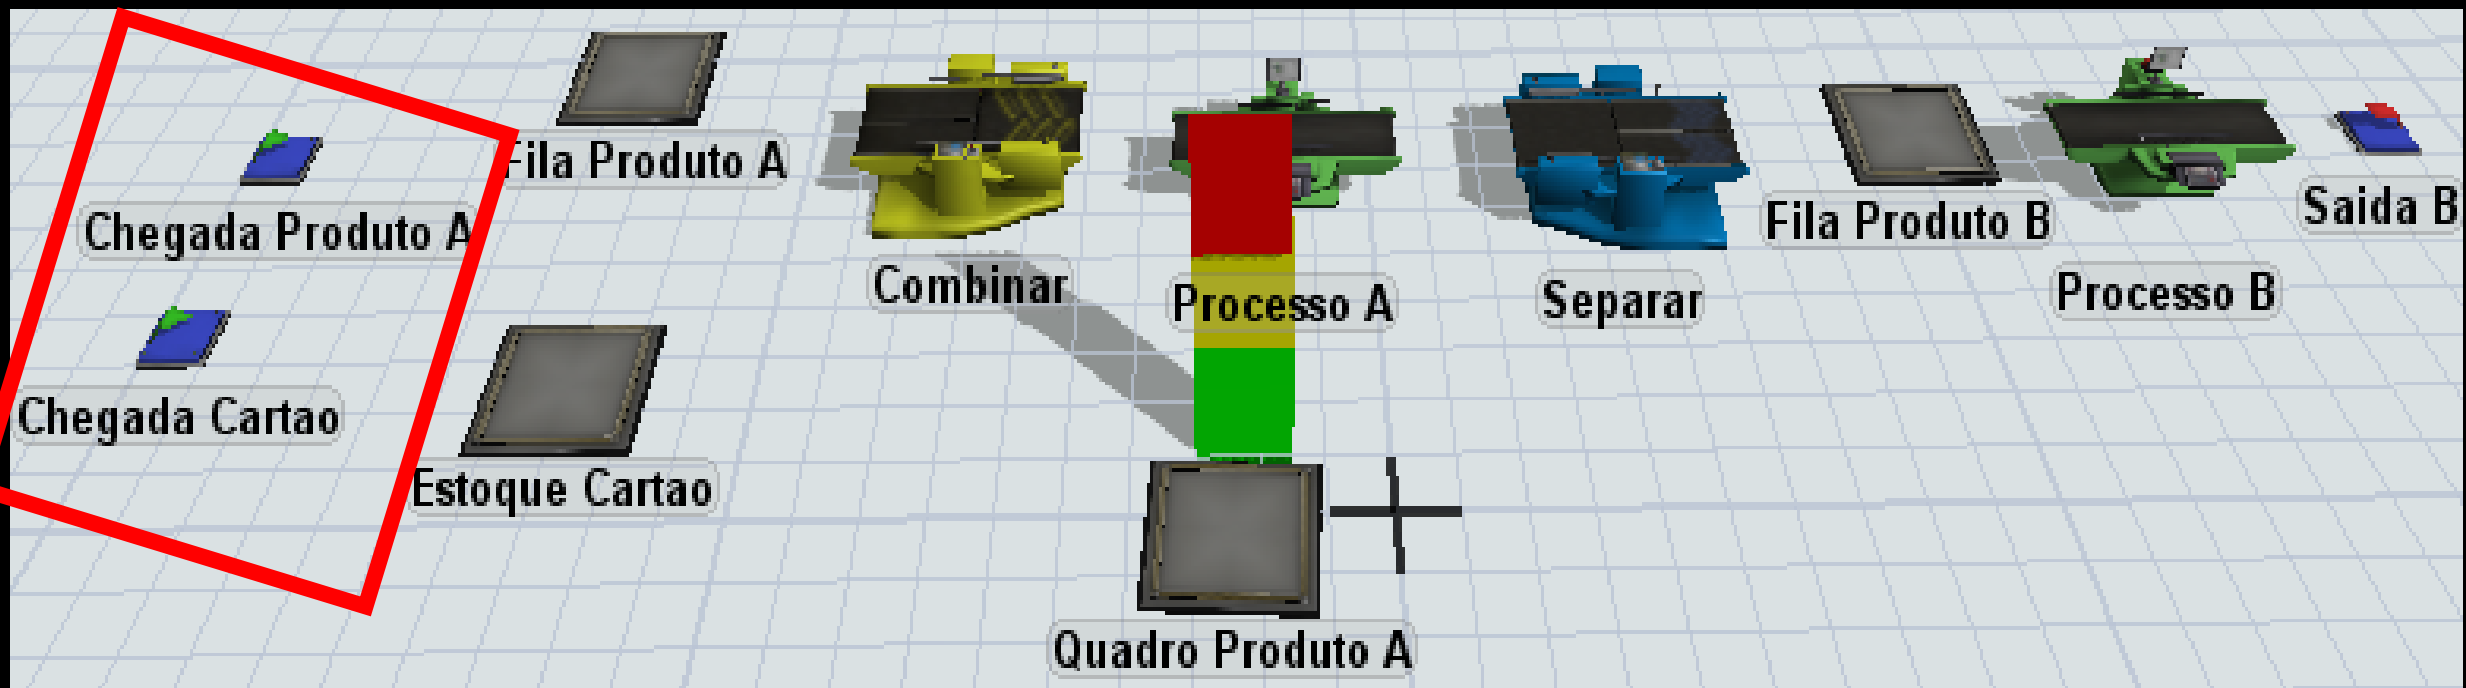 Fila Produto A
Chegada Produto A
Combinar
Processo A
Separar
Fila Produto B
Processo B
Saida B
Chegada Cartao
Estoque Cartao
Quadro Produto A